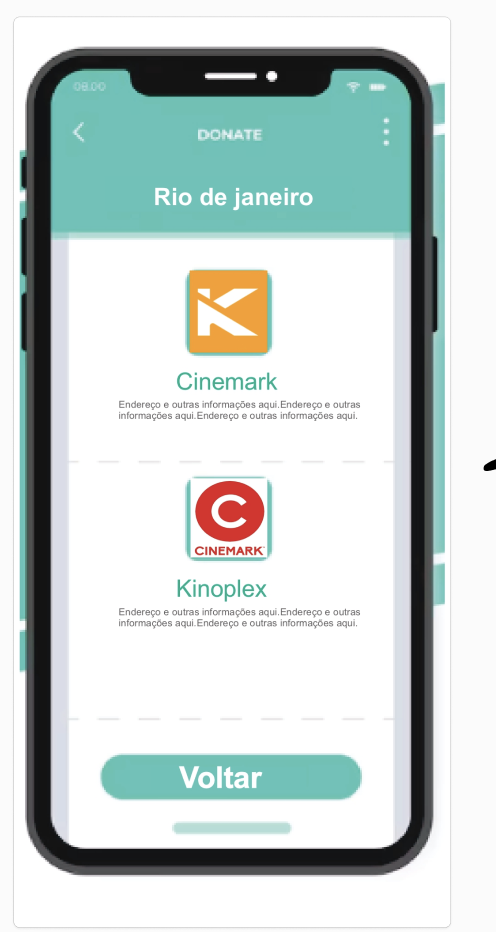 08.00
DONATE
Rio de janeiro
Cinemark
Endereço e outras informações aqui.Endereço e outras
informações aqui.Endereço e outras informações aqui.
CINEMARK
Kinoplex
Endereço e outras informações aqui.Endereço e outras
informações aqui.Endereço e outras informações aqui.
Voltar